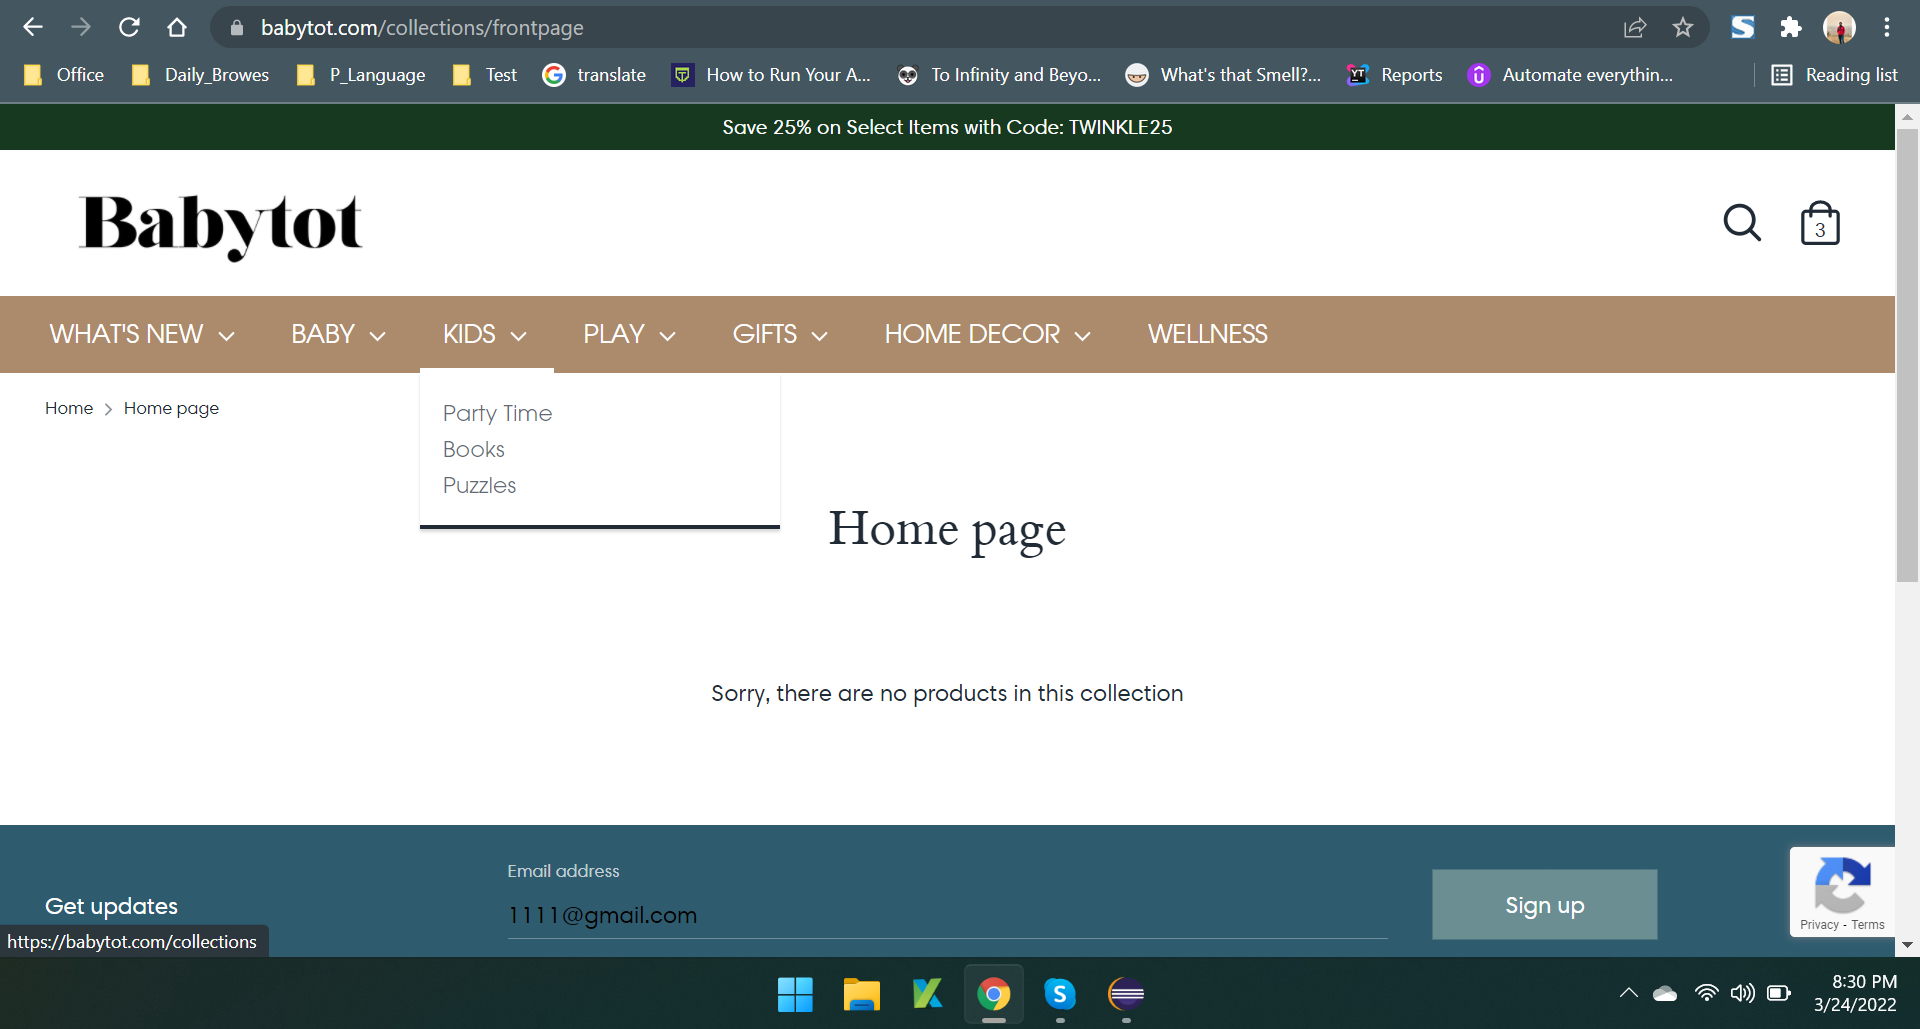 babytot.com/collections/frontpage
Office Daily_Browes P_Language Test translate How to Run Your A... To Infinity and Beyo... What's that Smell?... Reports Automate everythin... Reading list
Save 25% on Select Items with Code: TWINKLE25
Babytot
3
WHAT'S NEW BABY KIDS PLAY GIFTS HOME DECOR WELLNESS
Home > Home page
Party Time
Books
Puzzles
Home page
Sorry, there are no products in this collection
Email address
Get updates
1111@gmail.com
Sign up
Privacy - Terms
https://babytot.com/collections
8:30 PM
3/24/2022